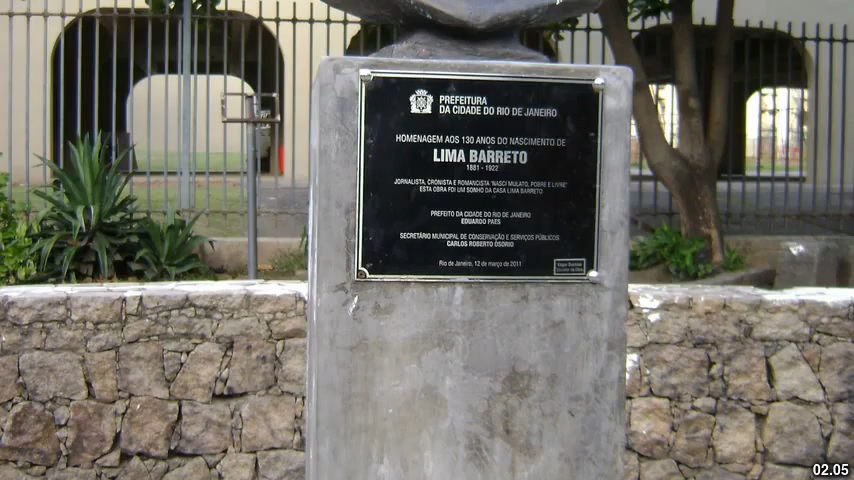 PREFEITURA
DA CIDADE DO RIO DE JANEIRO
HOMENAGEM AOS 130 ANOS DO NASCIMENTO DE
LIMA BARRETO
1881 - 1922
JORNALISTA, CRONISTA E ROMANCISTA "NASCI MULATO, POBRE E LIVRE"
ESTA OBRA FOI UM SONHO DA CASA LIMA BARRETO
PREFEITO DA CIDADE DO RIO DE JANEIRO
EDUARDO PAES
SECRETÁRIO MUNICIPAL DE CONSERVAÇÃO E SERVIÇOS PÚBLICOS
CARLOS ROBERTO OSÓRIO
Rio de Janeiro, 12 de março de 2011
02.05